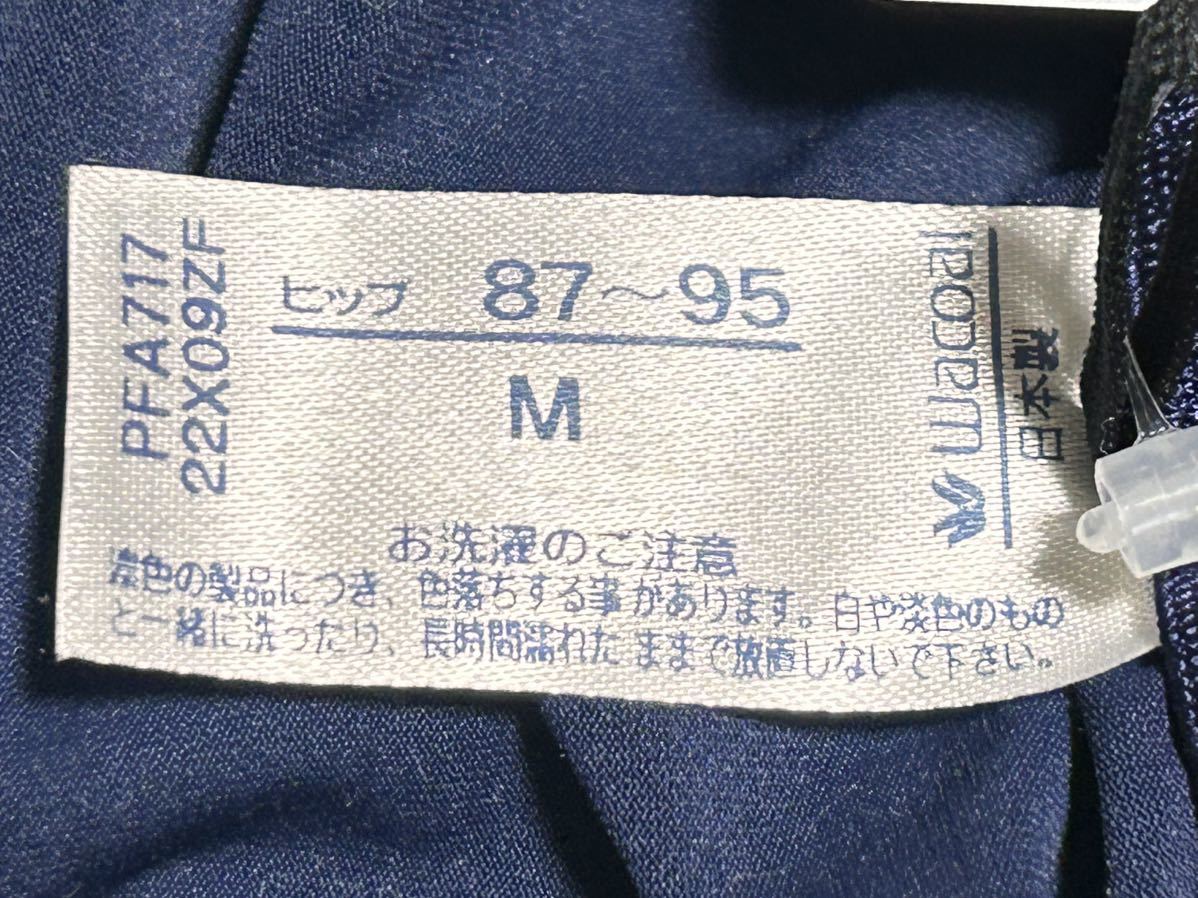 PFA717
22X09ZF
ヒップ 87～95
M
お洗濯のご注意
色の製品につき、色落ちする事があります。白や淡色のもの
と一緒に洗ったり、長時間濡れたままで放置しないで下さい。
wacoal
日本製